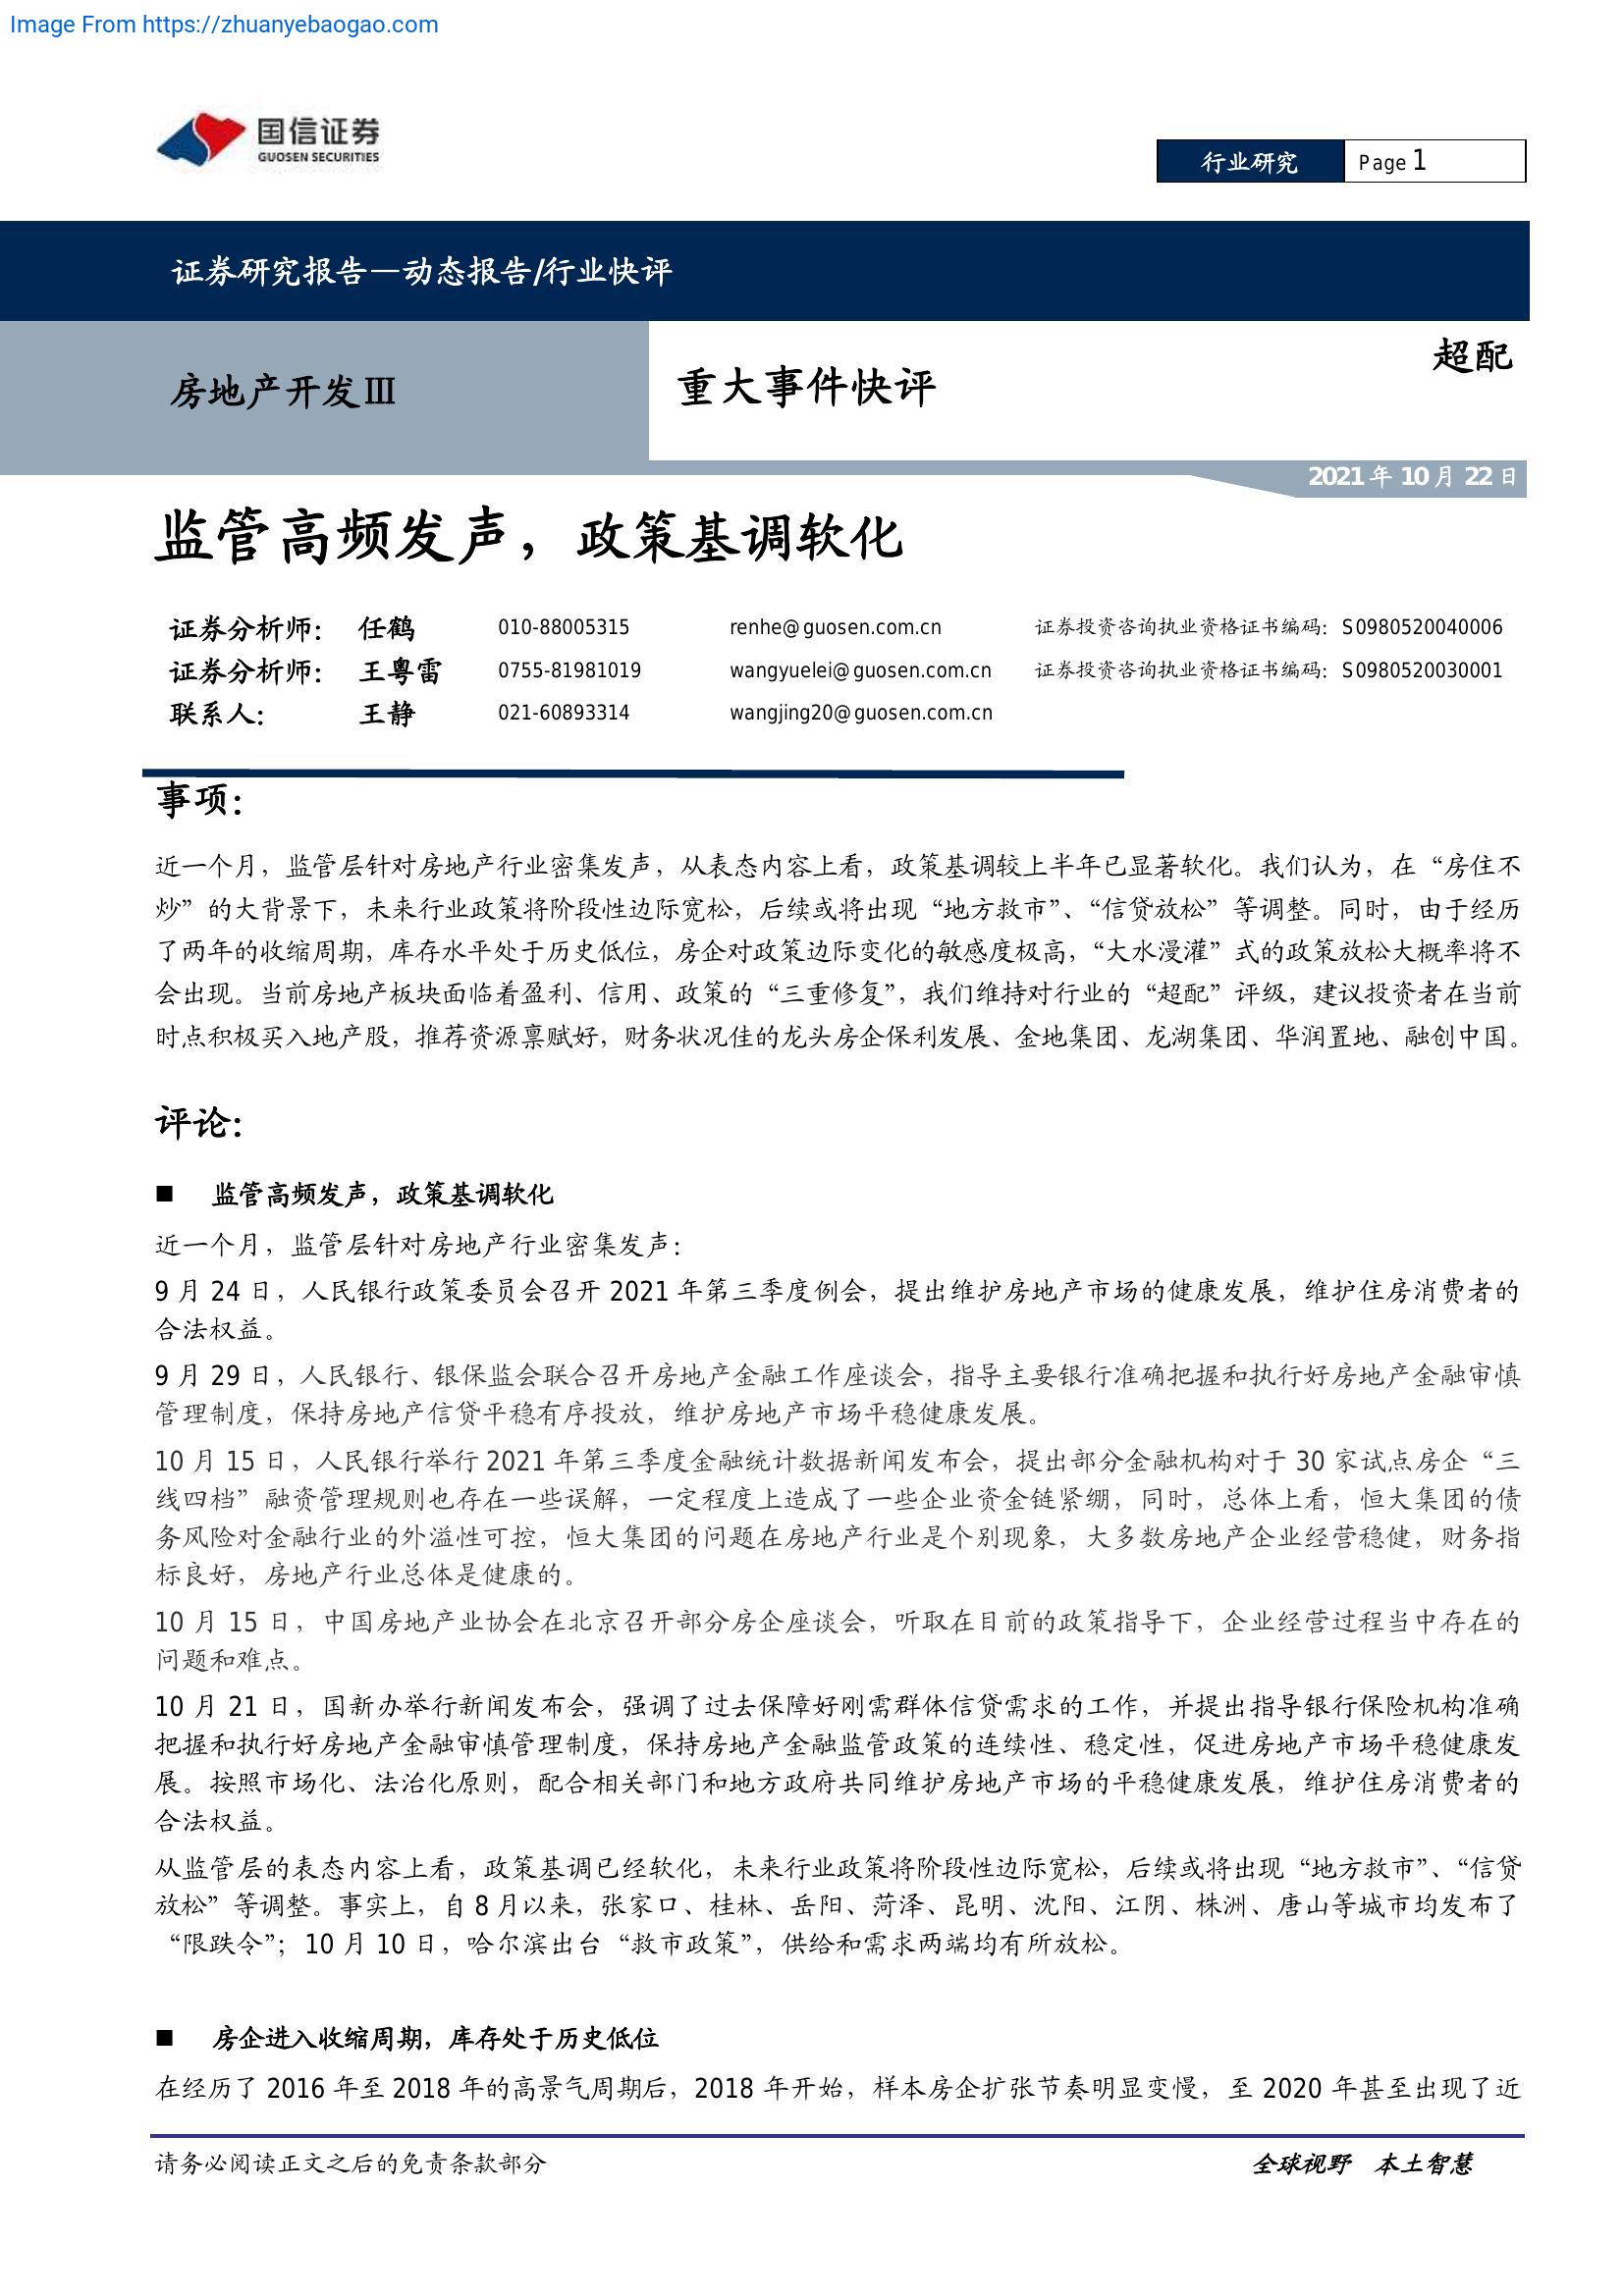 Image From https://zhuanyebaogao.com
国信证券
GUOSEN SECURITIES
行业研究
Page 1
证券研究报告—动态报告/行业快评
房地产开发Ⅲ
重大事件快评
超配
2021 年 10 月 22 日
监管高频发声，政策基调软化
证券分析师： 任鹤 010-88005315 renhe@guosen.com.cn 证券投资咨询执业资格证书编码：S0980520040006
证券分析师： 王粤雷 0755-81981019 wangyuelei@guosen.com.cn 证券投资咨询执业资格证书编码：S0980520030001
联系人： 王静 021-60893314 wangjing20@guosen.com.cn
事项：
近一个月，监管层针对房地产行业密集发声，从表态内容上看，政策基调较上半年已显著软化。我们认为，在“房住不
炒”的大背景下，未来行业政策将阶段性边际宽松，后续或将出现“地方救市”、“信贷放松”等调整。同时，由于经历
了两年的收缩周期，库存水平处于历史低位，房企对政策边际变化的敏感度极高，“大水漫灌”式的政策放松大概率将不
会出现。当前房地产板块面临着盈利、信用、政策的“三重修复”，我们维持对行业的“超配”评级，建议投资者在当前
时点积极买入地产股，推荐资源禀赋好，财务状况佳的龙头房企保利发展、金地集团、龙湖集团、华润置地、融创中国。
评论：
■ 监管高频发声，政策基调软化
近一个月，监管层针对房地产行业密集发声：
9 月 24 日，人民银行政策委员会召开 2021 年第三季度例会，提出维护房地产市场的健康发展，维护住房消费者的
合法权益。
9 月 29 日，人民银行、银保监会联合召开房地产金融工作座谈会，指导主要银行准确把握和执行好房地产金融审慎
管理制度，保持房地产信贷平稳有序投放，维护房地产市场平稳健康发展。
10 月 15 日，人民银行举行 2021 年第三季度金融统计数据新闻发布会，提出部分金融机构对于 30 家试点房企“三
线四档”融资管理规则也存在一些误解，一定程度上造成了一些企业资金链紧绷，同时，总体上看，恒大集团的债
务风险对金融行业的外溢性可控，恒大集团的问题在房地产行业是个别现象，大多数房地产企业经营稳健，财务指
标良好，房地产行业总体是健康的。
10 月 15 日，中国房地产业协会在北京召开部分房企座谈会，听取在目前的政策指导下，企业经营过程当中存在的
问题和难点。
10 月 21 日，国新办举行新闻发布会，强调了过去保障好刚需群体信贷需求的工作，并提出指导银行保险机构准确
把握和执行好房地产金融审慎管理制度，保持房地产金融监管政策的连续性、稳定性，促进房地产市场平稳健康发
展。按照市场化、法治化原则，配合相关部门和地方政府共同维护房地产市场的平稳健康发展，维护住房消费者的
合法权益。
从监管层的表态内容上看，政策基调已经软化，未来行业政策将阶段性边际宽松，后续或将出现“地方救市”、“信贷
放松”等调整。事实上，自 8 月以来，张家口、桂林、岳阳、菏泽、昆明、沈阳、江阴、株洲、唐山等城市均发布了
“限跌令”；10 月 10 日，哈尔滨出台“救市政策”，供给和需求两端均有所放松。
■ 房企进入收缩周期，库存处于历史低位
在经历了 2016 年至 2018 年的高景气周期后，2018 年开始，样本房企扩张节奏明显变慢，至 2020 年甚至出现了近
请务必阅读正文之后的免责条款部分
全球视野 本土智慧